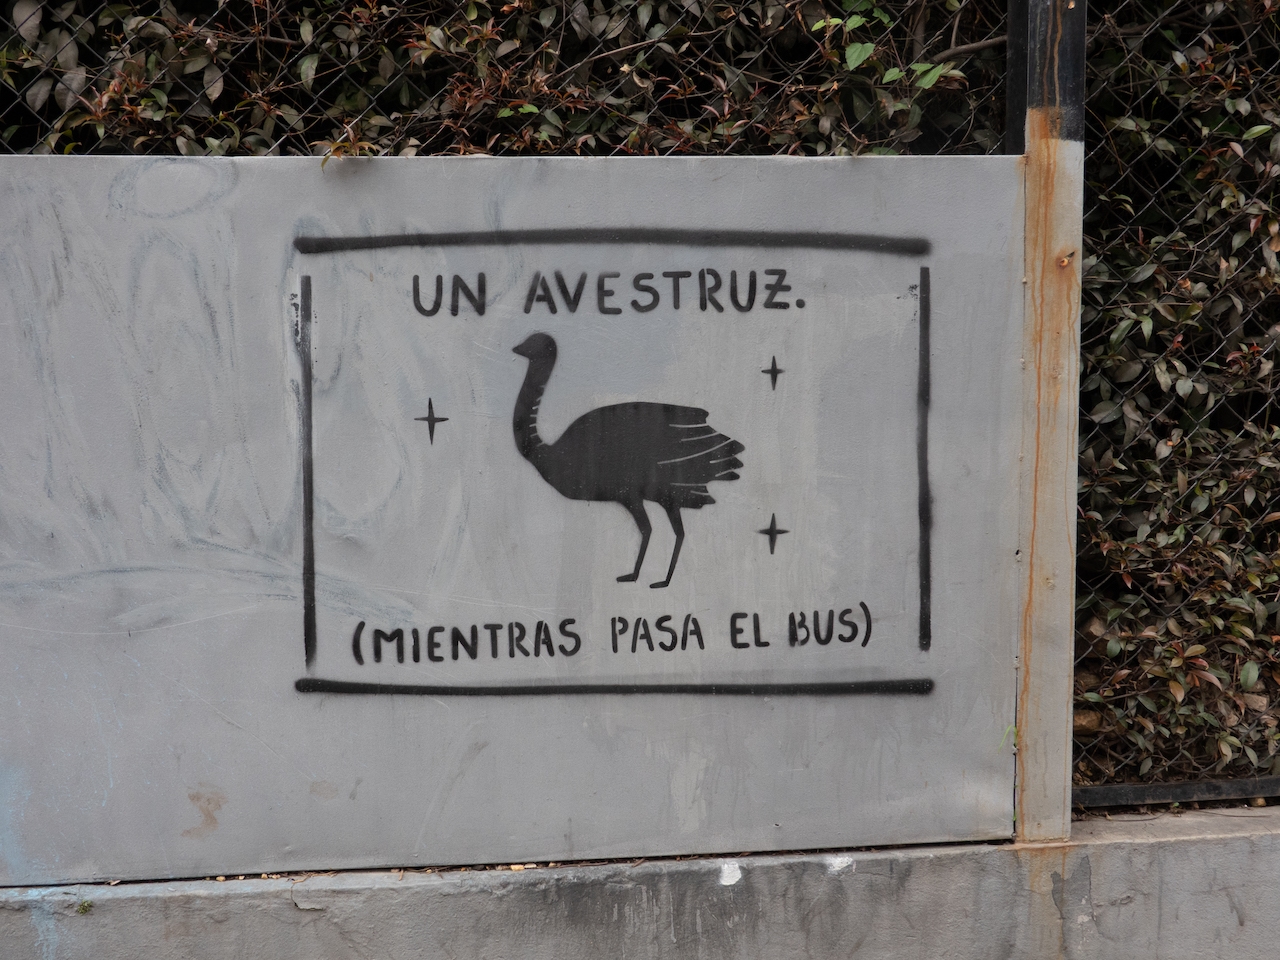 UN AVESTRUZ.
(MIENTRAS PASA EL BUS)